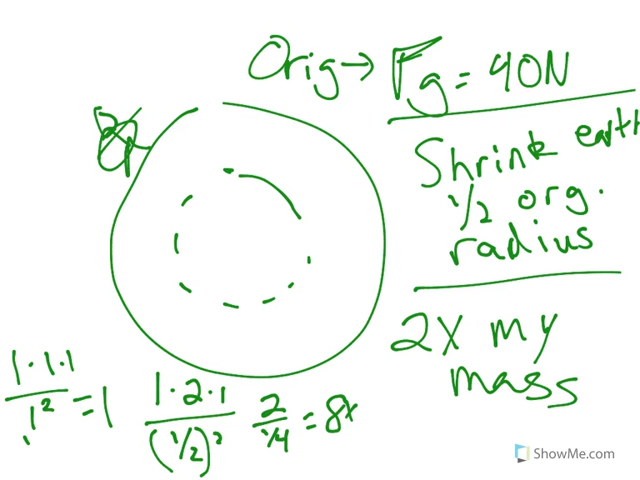 Orig → Fg = 40N
Shrink earth
1/2 org.
radius
2X my
mass
1·1·1 / 1² = 1
1·2·1 / (1/2)² 2 / 1/4 = 8x
ShowMe.com